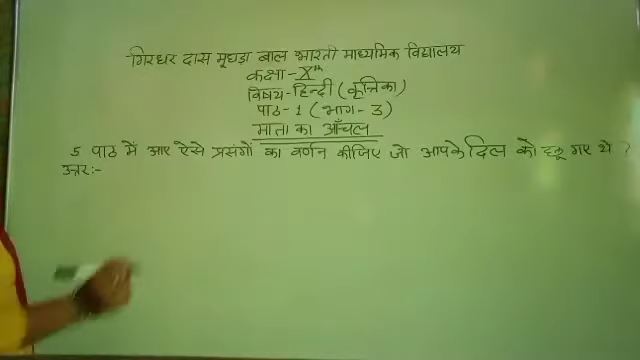 गिरधर दास मूंधड़ा बाल भारती माध्यमिक विद्यालय
कक्षा - Xth
विषय - हिन्दी (कृत्तिका)
पाठ - 1 (भाग - 3)
माता का आँचल
5 पाठ में आए ऐसे प्रसंगों का वर्णन कीजिए जो आपके दिल को छू गए थे ?
उत्तर:-